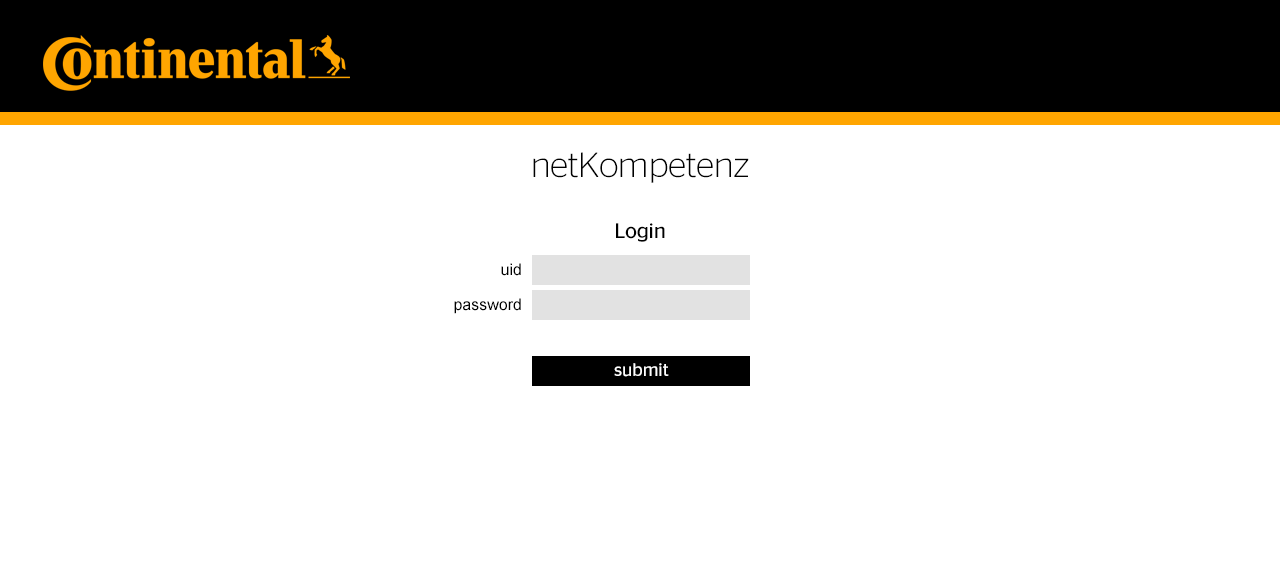 Continental
netKompetenz
Login
uid
password
submit